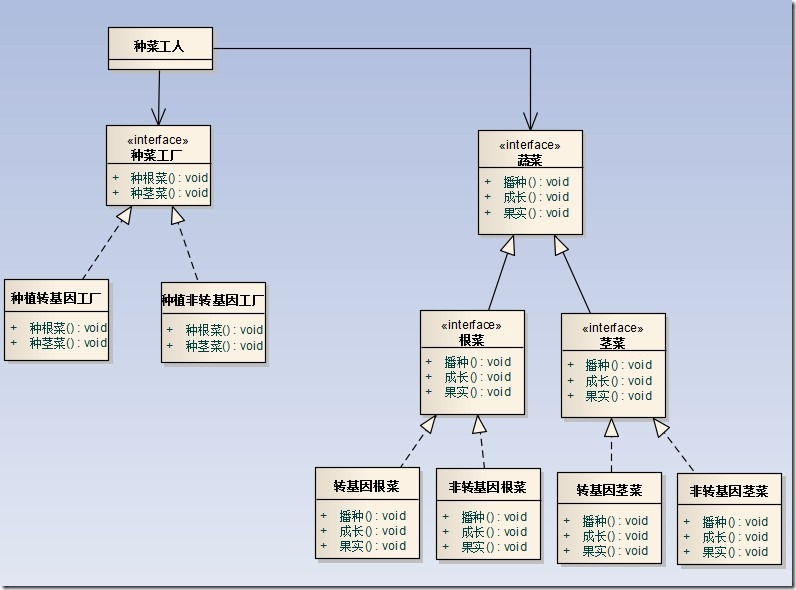 种菜工人
«interface»
种菜工厂
+ 种根菜() : void
+ 种茎菜() : void
«interface»
蔬菜
+ 播种() : void
+ 成长() : void
+ 果实() : void
种植转基因工厂
+ 种根菜() : void
+ 种茎菜() : void
种植非转基因工厂
+ 种根菜() : void
+ 种茎菜() : void
«interface»
根菜
+ 播种() : void
+ 成长() : void
+ 果实() : void
«interface»
茎菜
+ 播种() : void
+ 成长() : void
+ 果实() : void
转基因根菜
+ 播种() : void
+ 成长() : void
+ 果实() : void
非转基因根菜
+ 播种() : void
+ 成长() : void
+ 果实() : void
转基因茎菜
+ 播种() : void
+ 成长() : void
+ 果实() : void
非转基因茎菜
+ 播种() : void
+ 成长() : void
+ 果实() : void